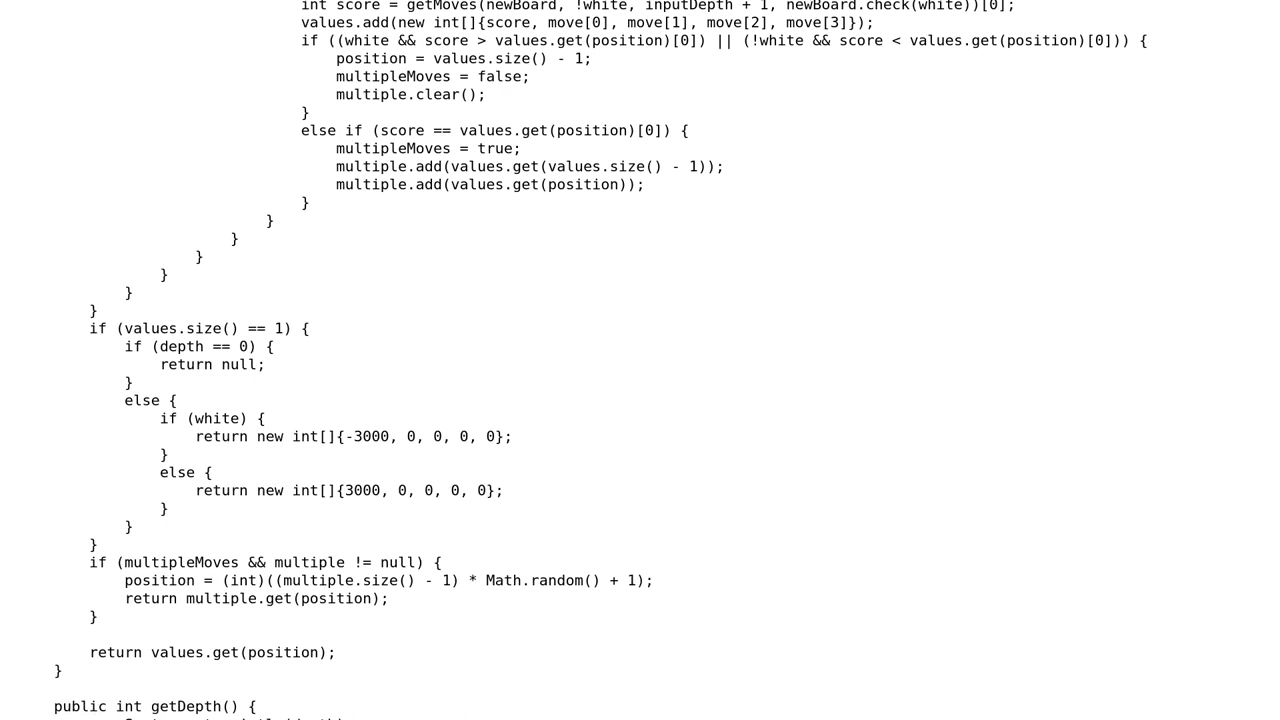 int score = getMoves(newBoard, !white, inputDepth + 1, newBoard.check(white))[0];
values.add(new int[]{score, move[0], move[1], move[2], move[3]});
if ((white && score > values.get(position)[0]) || (!white && score < values.get(position)[0])) {
position = values.size() - 1;
multipleMoves = false;
multiple.clear();
}
else if (score == values.get(position)[0]) {
multipleMoves = true;
multiple.add(values.get(values.size() - 1));
multiple.add(values.get(position));
}
}
}
}
}
}
}
if (values.size() == 1) {
if (depth == 0) {
return null;
}
else {
if (white) {
return new int[]{-3000, 0, 0, 0, 0};
}
else {
return new int[]{3000, 0, 0, 0, 0};
}
}
}
if (multipleMoves && multiple != null) {
position = (int)((multiple.size() - 1) * Math.random() + 1);
return multiple.get(position);
}
return values.get(position);
}
public int getDepth() {